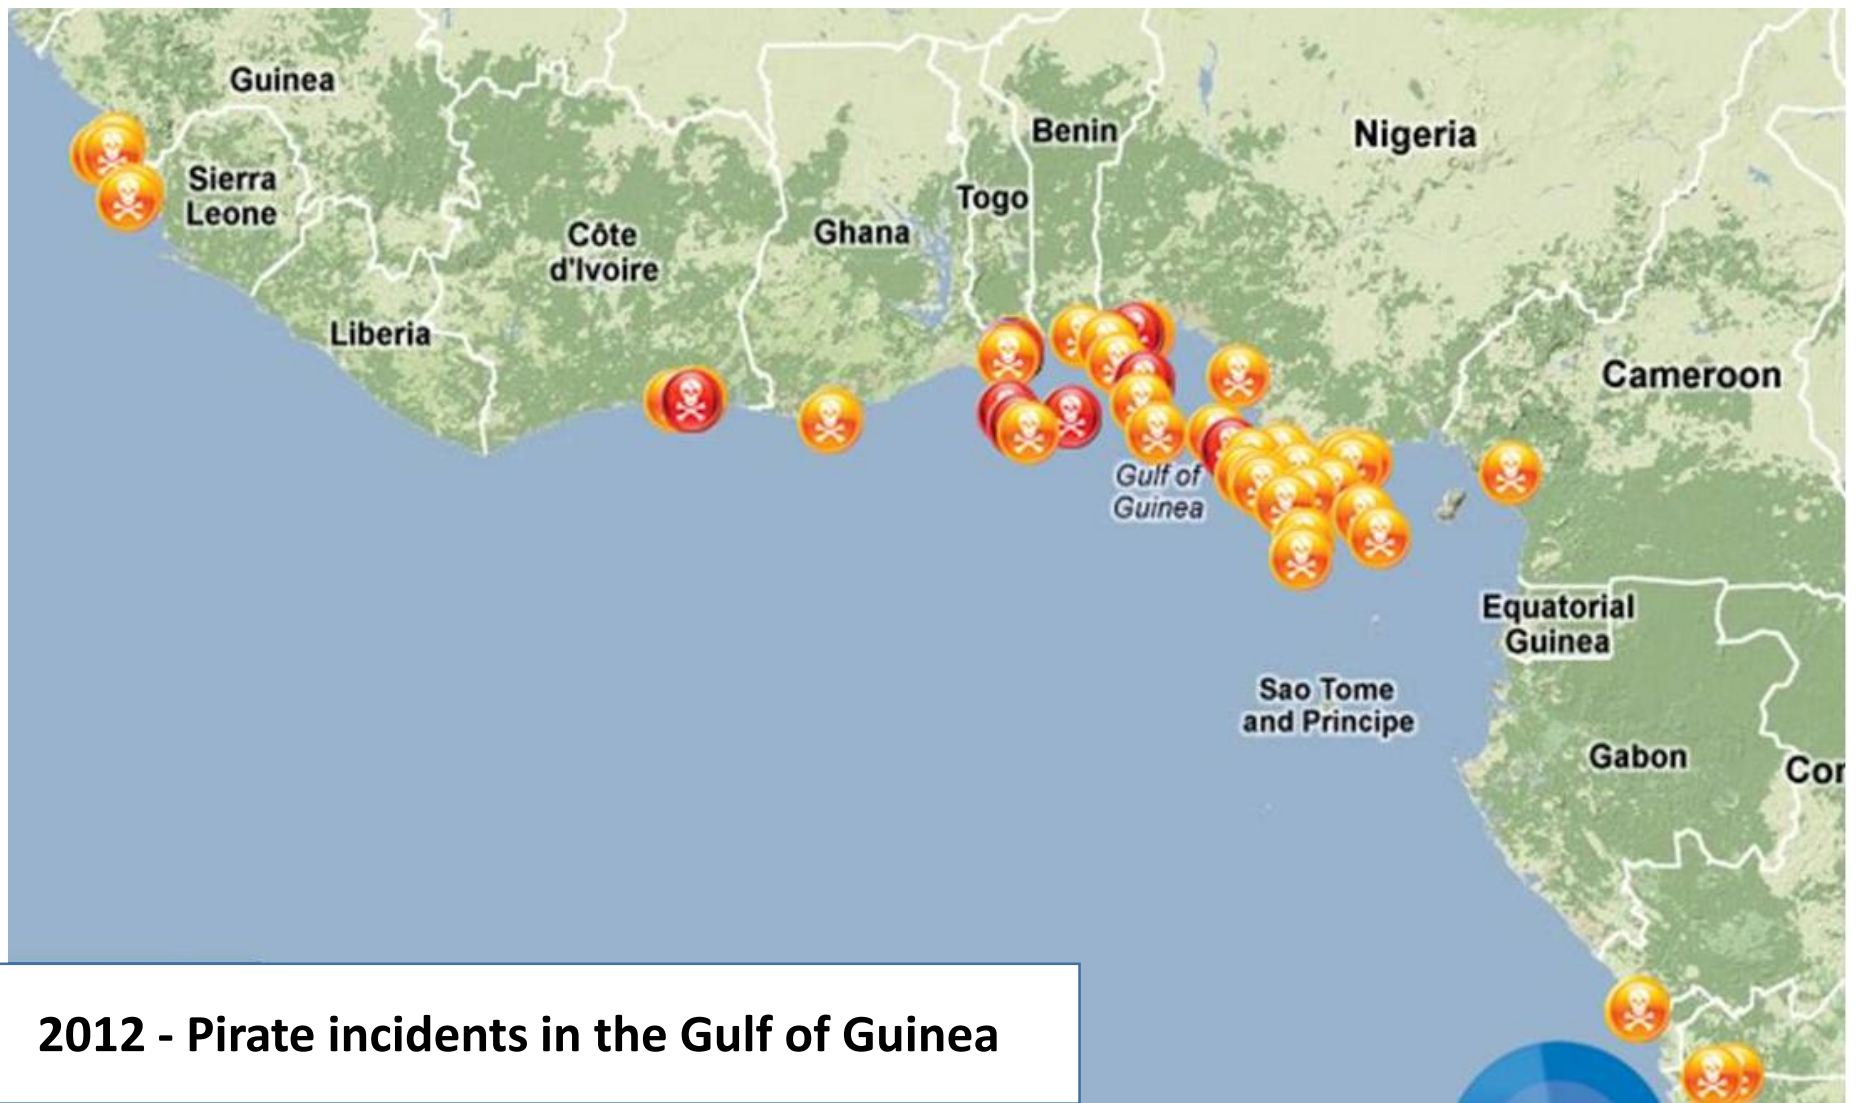 Guinea
Benin
Nigeria
Sierra
Leone
Togo
Côte
d'Ivoire
Ghana
Liberia
Cameroon
Gulf of
Guinea
Equatorial
Guinea
Sao Tome
and Principe
Gabon
Con
2012 - Pirate incidents in the Gulf of Guinea